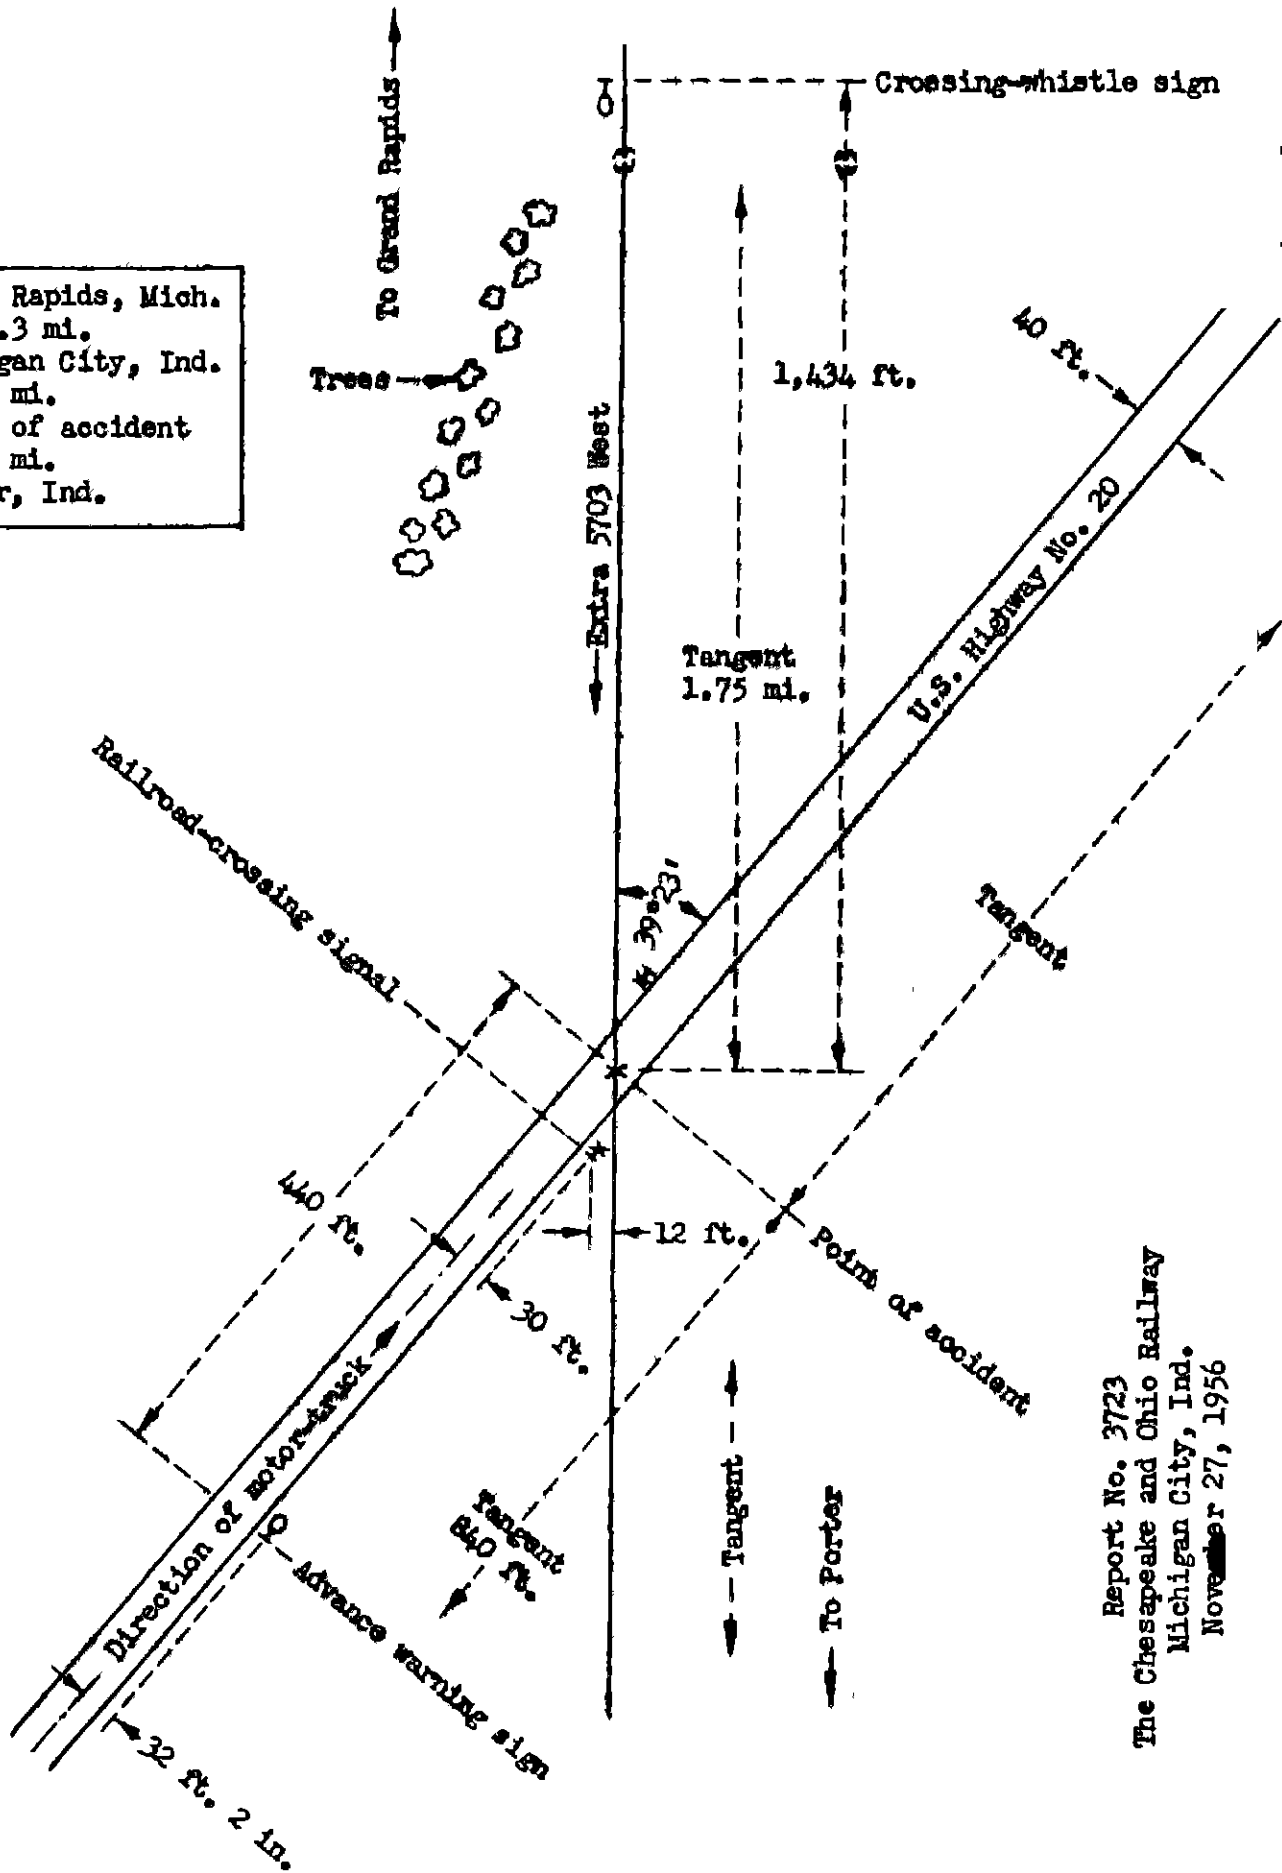 To Grand Rapids
Crossing-whistle sign
Rapids, Mich.
.3 mi.
gan City, Ind.
mi.
of accident
mi.
r, Ind.
Trees
1,434 ft.
40 ft.
Extra 5703 West
Tangent
1.75 mi.
U.S. Highway No. 20
Railroad-crossing signal
39°23'
Tangent
440 ft.
12 ft.
30 ft.
Point of accident
Direction of motor-truck
Tangent
840 ft.
Tangent
To Porter
Advance warning sign
32 ft. 2 in.
Report No. 3723
The Chesapeake and Ohio Railway
Michigan City, Ind.
November 27, 1956